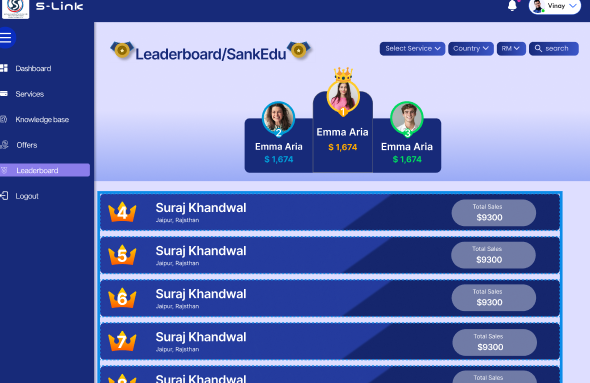 S-Link
Vinay
Dashboard
Services
Knowledge base
Offers
Leaderboard
Logout
Leaderboard/SankEdu
Select Service
Country
RM
search
2
Emma Aria
$ 1,674
1
Emma Aria
$ 1,674
3
Emma Aria
$ 1,674
4
Suraj Khandwal
Jaipur, Rajsthan
Total Sales
$9300
5
Suraj Khandwal
Jaipur, Rajsthan
Total Sales
$9300
6
Suraj Khandwal
Jaipur, Rajsthan
Total Sales
$9300
7
Suraj Khandwal
Jaipur, Rajsthan
Total Sales
$9300
8
Suraj Khandwal
Total Sales